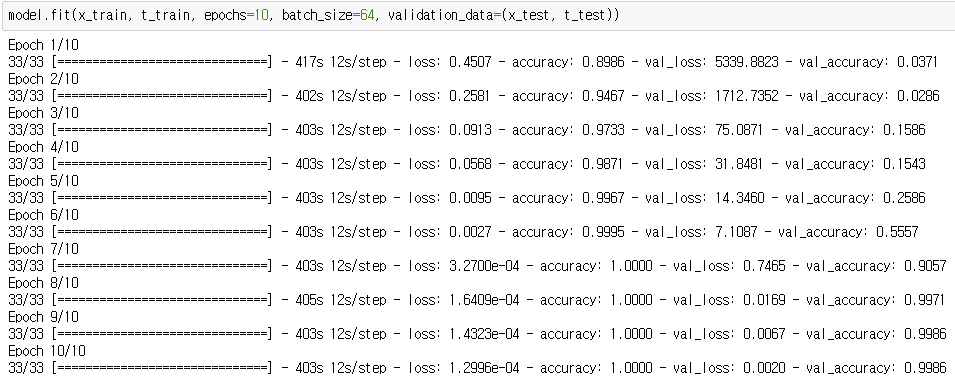 model.fit(x_train, t_train, epochs=10, batch_size=64, validation_data=(x_test, t_test))
Epoch 1/10
33/33 [==============================] - 417s 12s/step - loss: 0.4507 - accuracy: 0.8986 - val_loss: 5339.8823 - val_accuracy: 0.0371
Epoch 2/10
33/33 [==============================] - 402s 12s/step - loss: 0.2581 - accuracy: 0.9467 - val_loss: 1712.7352 - val_accuracy: 0.0286
Epoch 3/10
33/33 [==============================] - 403s 12s/step - loss: 0.0913 - accuracy: 0.9733 - val_loss: 75.0871 - val_accuracy: 0.1586
Epoch 4/10
33/33 [==============================] - 403s 12s/step - loss: 0.0568 - accuracy: 0.9871 - val_loss: 31.8481 - val_accuracy: 0.1543
Epoch 5/10
33/33 [==============================] - 403s 12s/step - loss: 0.0095 - accuracy: 0.9967 - val_loss: 14.3460 - val_accuracy: 0.2586
Epoch 6/10
33/33 [==============================] - 403s 12s/step - loss: 0.0027 - accuracy: 0.9995 - val_loss: 7.1087 - val_accuracy: 0.5557
Epoch 7/10
33/33 [==============================] - 403s 12s/step - loss: 3.2700e-04 - accuracy: 1.0000 - val_loss: 0.7465 - val_accuracy: 0.9057
Epoch 8/10
33/33 [==============================] - 405s 12s/step - loss: 1.6409e-04 - accuracy: 1.0000 - val_loss: 0.0169 - val_accuracy: 0.9971
Epoch 9/10
33/33 [==============================] - 403s 12s/step - loss: 1.4323e-04 - accuracy: 1.0000 - val_loss: 0.0067 - val_accuracy: 0.9986
Epoch 10/10
33/33 [==============================] - 403s 12s/step - loss: 1.2996e-04 - accuracy: 1.0000 - val_loss: 0.0020 - val_accuracy: 0.9986